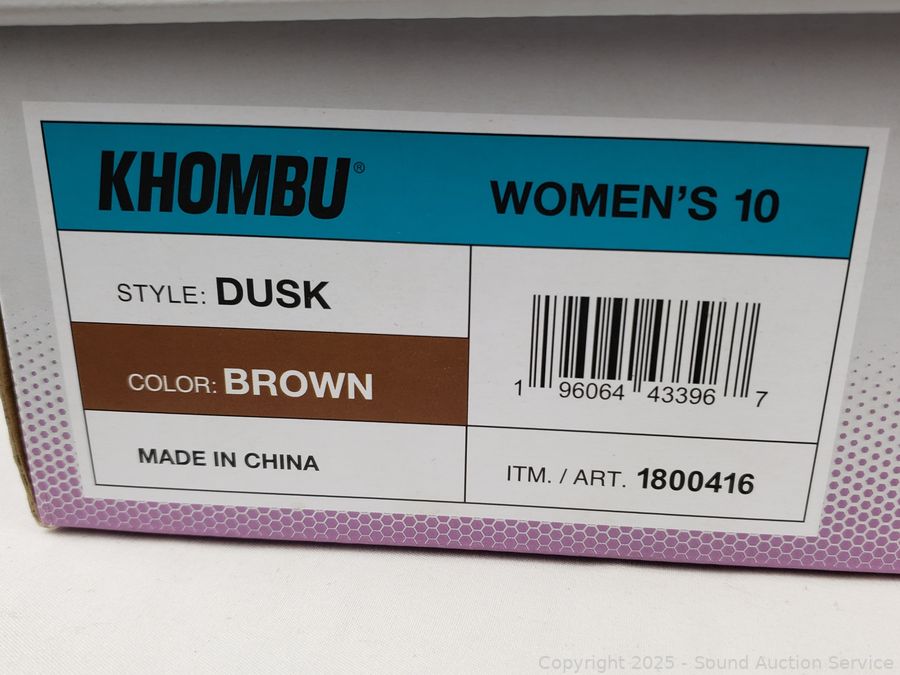 KHOMBU®
WOMEN'S 10
STYLE: DUSK
COLOR: BROWN
MADE IN CHINA
1 96064 43396 7
ITM. / ART. 1800416
Copyright © 2025 - Sound Auction Service